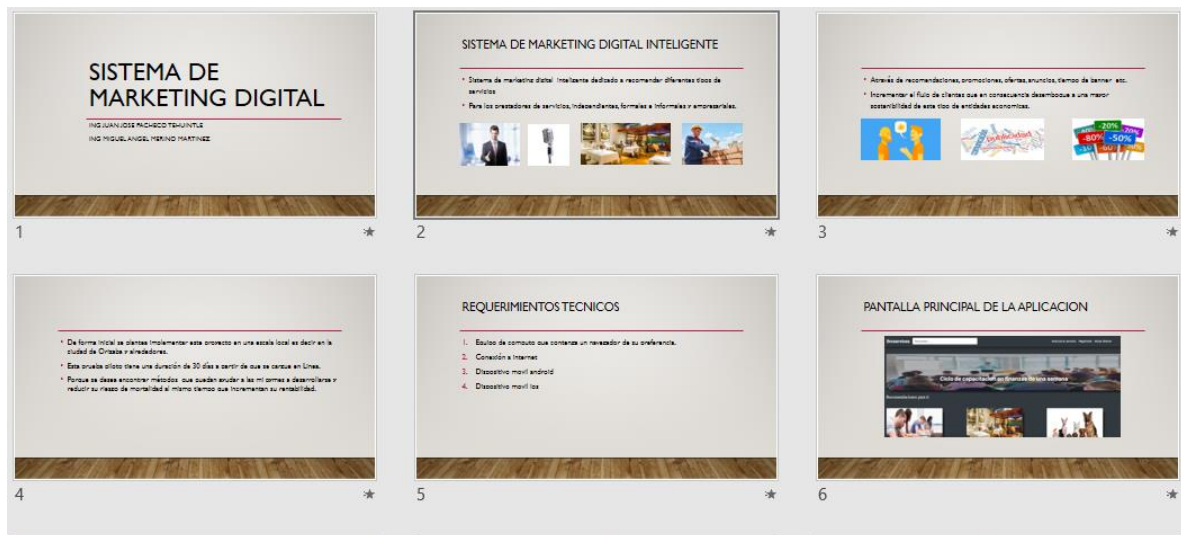 SISTEMA DE
MARKETING DIGITAL
ING JUAN JOSE PACHECO TEHUINTLE
ING MIGUEL ANGEL MERINO MARTINEZ
1
SISTEMA DE MARKETING DIGITAL INTELIGENTE
Sistema de marketing digital inteligente dedicado a recomendar diferentes tipos de
servicios
Para los prestadores de servicios, independientes, formales e informales y empresariales.
2
Através de recomendaciones, promociones, ofertas, anuncios, tiempo de banner etc.
Incrementar el flujo de clientes que en consecuencia desemboque a una mayor
sostenibilidad de este tipo de entidades economicas.
-20%
-80%
-50%
3
De forma inicial se plantea implementar este proyecto en una escala local es decir en la
ciudad de Orizaba y alrededores.
Esta prueba piloto tiene una duración de 30 días a partir de que se cargue en Línea.
Porque se desea encontrar métodos que puedan ayudar a las mi pymes a desarrollarse y
reducir su riesgo de mortalidad al mismo tiempo que incrementan su rentabilidad.
4
REQUERIMIENTOS TECNICOS
1. Equipo de computo que contenga un navegador de su preferencia.
2. Conexión a internet
3. Dispositivo movil android
4. Dispositivo movil ios
5
PANTALLA PRINCIPAL DE LA APLICACION
Ciclo de capacitación en finanzas de una semana
6